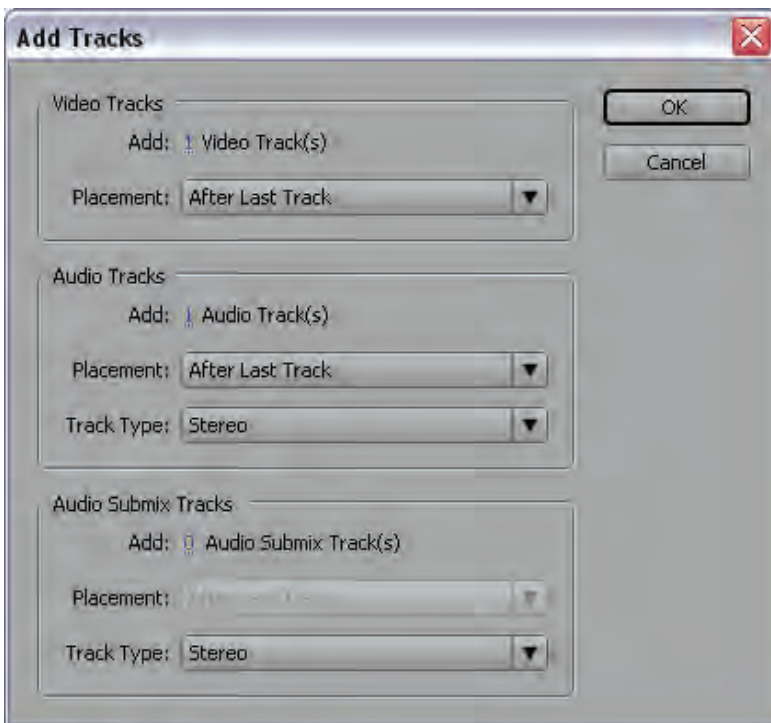 Add Tracks
Video Tracks
Add: 1 Video Track(s)
Placement: After Last Track
Audio Tracks
Add: 1 Audio Track(s)
Placement: After Last Track
Track Type: Stereo
Audio Submix Tracks
Add: 0 Audio Submix Track(s)
Placement:
Track Type: Stereo
OK
Cancel